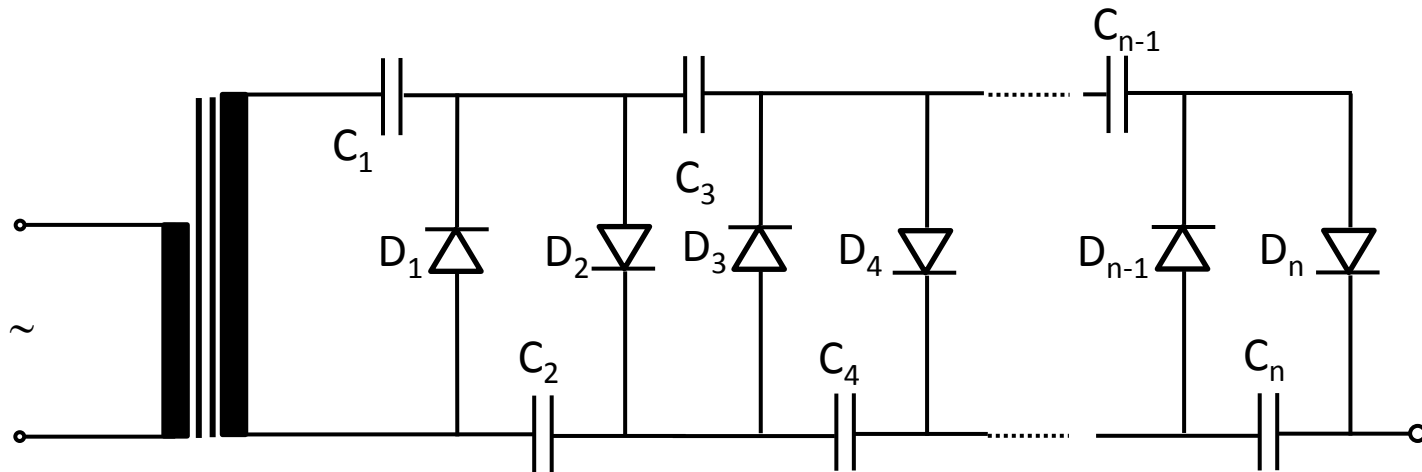 C₁
C₃
Cₙ₋₁
D₁
D₂
D₃
D₄
Dₙ₋₁
Dₙ
~
C₂
C₄
Cₙ